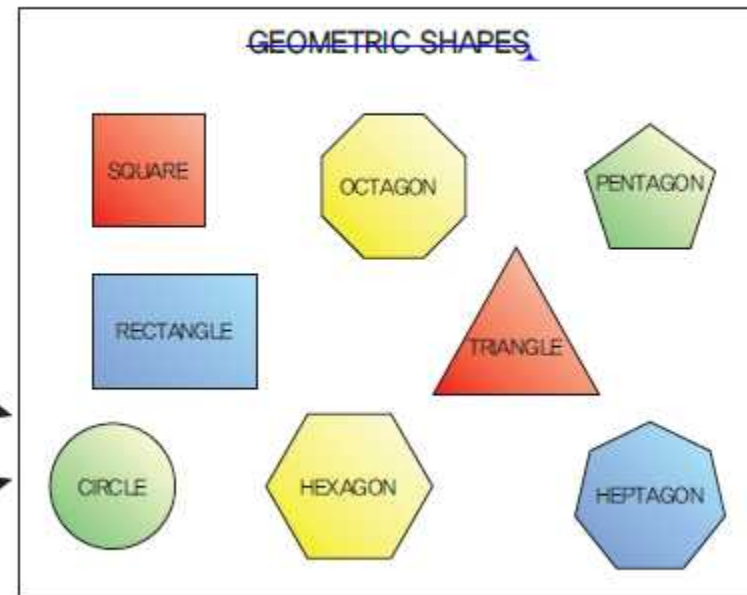 GEOMETRIC SHAPES
SQUARE
OCTAGON
PENTAGON
RECTANGLE
TRIANGLE
CIRCLE
HEXAGON
HEPTAGON